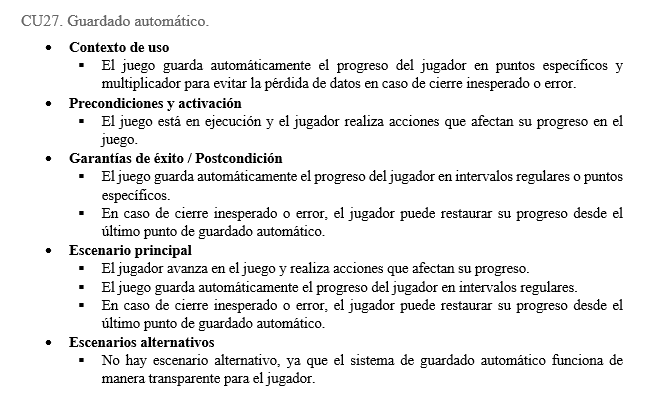 CU27. Guardado automático.
• Contexto de uso
▪ El juego guarda automáticamente el progreso del jugador en puntos específicos y
multiplicador para evitar la pérdida de datos en caso de cierre inesperado o error.
• Precondiciones y activación
▪ El juego está en ejecución y el jugador realiza acciones que afectan su progreso en el
juego.
• Garantías de éxito / Postcondición
▪ El juego guarda automáticamente el progreso del jugador en intervalos regulares o puntos
específicos.
▪ En caso de cierre inesperado o error, el jugador puede restaurar su progreso desde el
último punto de guardado automático.
• Escenario principal
▪ El jugador avanza en el juego y realiza acciones que afectan su progreso.
▪ El juego guarda automáticamente el progreso del jugador en intervalos regulares.
▪ En caso de cierre inesperado o error, el jugador puede restaurar su progreso desde el
último punto de guardado automático.
• Escenarios alternativos
▪ No hay escenario alternativo, ya que el sistema de guardado automático funciona de
manera transparente para el jugador.